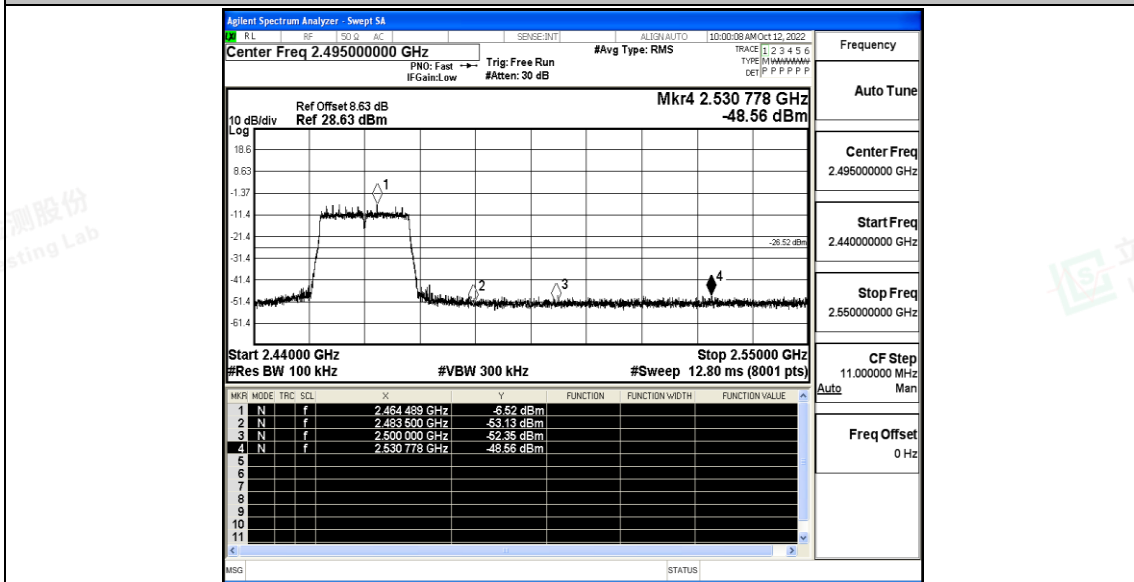 Agilent Spectrum Analyzer - Swept SA
RL RF 50 Ω AC SENSE:INT ALIGN AUTO 10:00:08 AM Oct 12, 2022
Center Freq 2.495000000 GHz
PNO: Fast
IFGain:Low
Trig: Free Run
#Atten: 30 dB
#Avg Type: RMS
TRACE 1 2 3 4 5 6
TYPE M W W W W W
DET P P P P P P
Ref Offset 8.63 dB
10 dB/div Ref 28.63 dBm
Log
Mkr4 2.530 778 GHz
-48.56 dBm
18.6
8.63
-1.37
-11.4
-21.4
-31.4
-41.4
-51.4
-61.4
1
2
3
4
-26.52 dBm
Start 2.44000 GHz Stop 2.55000 GHz
#Res BW 100 kHz #VBW 300 kHz #Sweep 12.80 ms (8001 pts)
MKR MODE TRC SCL X Y FUNCTION FUNCTION WIDTH FUNCTION VALUE
1 N f 2.464 489 GHz -6.52 dBm
2 N f 2.483 500 GHz -53.13 dBm
3 N f 2.500 000 GHz -52.35 dBm
4 N f 2.530 778 GHz -48.56 dBm
5
6
7
8
9
10
11
MSG STATUS
Frequency
Auto Tune
Center Freq
2.495000000 GHz
Start Freq
2.440000000 GHz
Stop Freq
2.550000000 GHz
CF Step
11.000000 MHz
Auto Man
Freq Offset
0 Hz
测股份
sting Lab
立